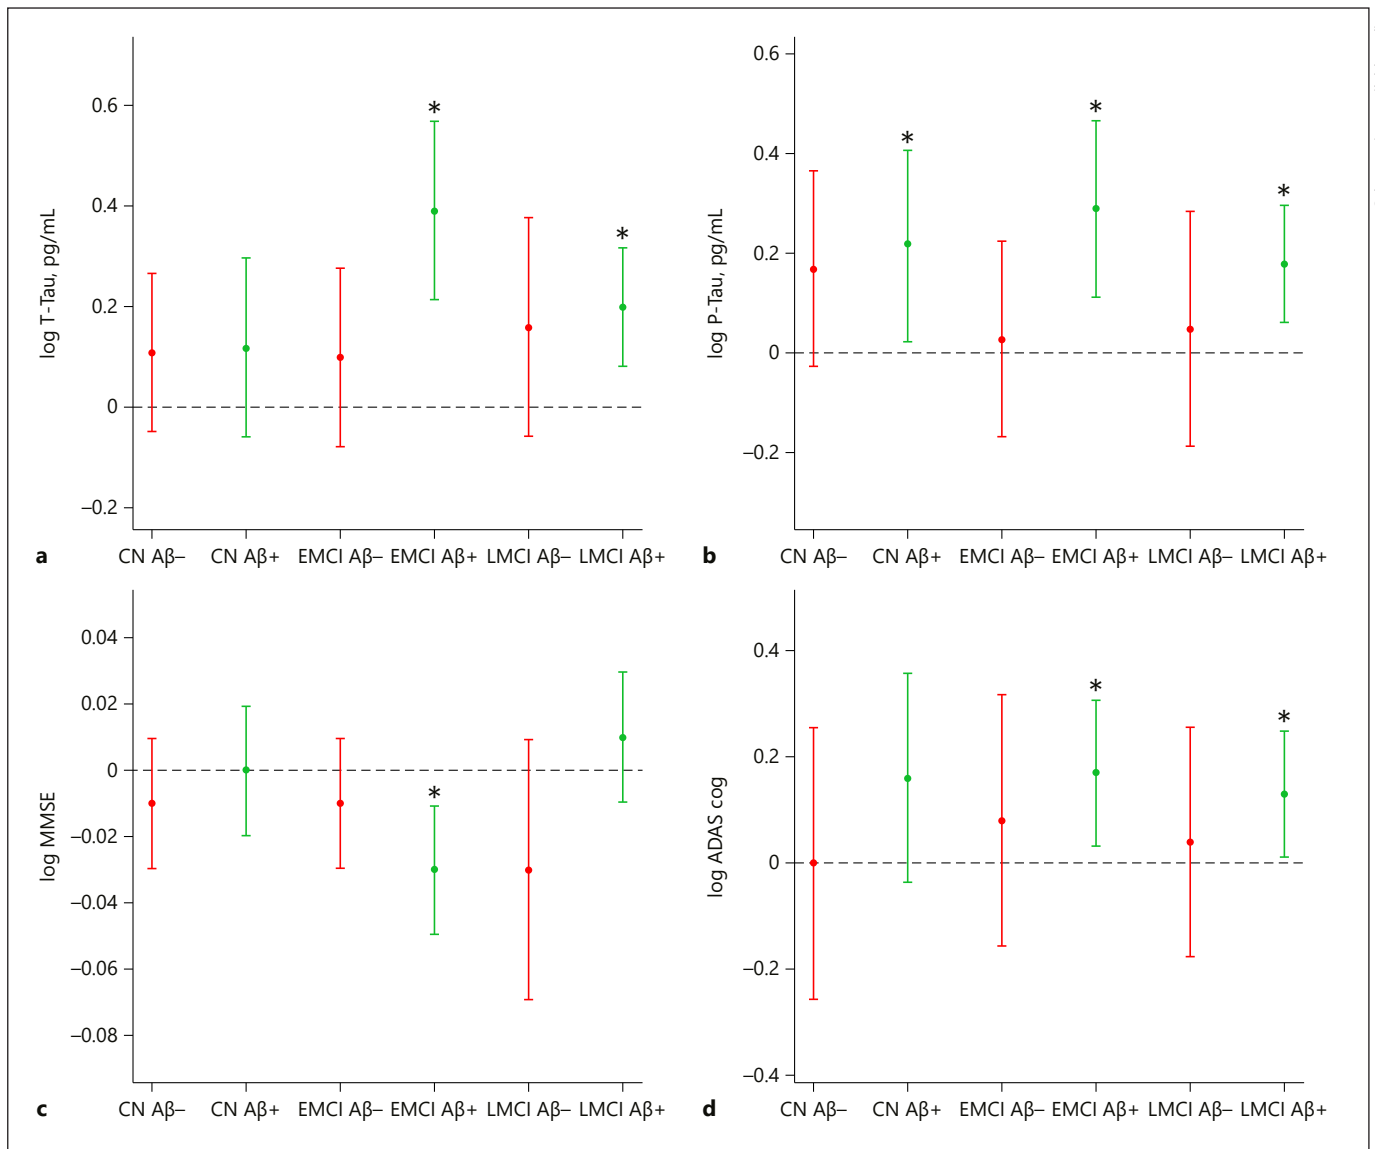 log T-Tau, pg/mL
0.6
0.4
0.2
0
–0.2
*
*
CN Aβ– CN Aβ+ EMCI Aβ– EMCI Aβ+ LMCI Aβ– LMCI Aβ+
a
log P-Tau, pg/mL
0.6
0.4
0.2
0
–0.2
*
*
*
CN Aβ– CN Aβ+ EMCI Aβ– EMCI Aβ+ LMCI Aβ– LMCI Aβ+
b
log MMSE
0.04
0.02
0
–0.02
–0.04
–0.06
–0.08
*
CN Aβ– CN Aβ+ EMCI Aβ– EMCI Aβ+ LMCI Aβ– LMCI Aβ+
c
log ADAS cog
0.4
0.2
0
–0.2
–0.4
*
*
CN Aβ– CN Aβ+ EMCI Aβ– EMCI Aβ+ LMCI Aβ– LMCI Aβ+
d